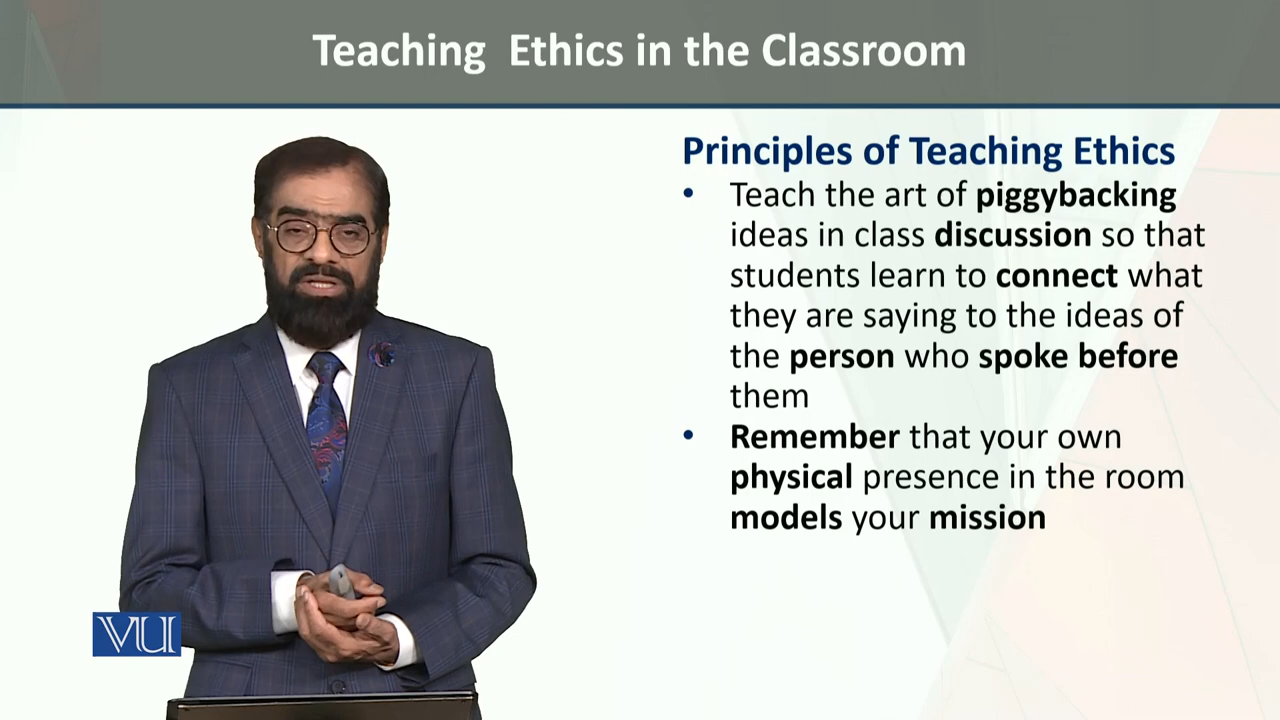 Teaching Ethics in the Classroom
Principles of Teaching Ethics
• Teach the art of piggybacking
ideas in class discussion so that
students learn to connect what
they are saying to the ideas of
the person who spoke before
them
• Remember that your own
physical presence in the room
models your mission
VU